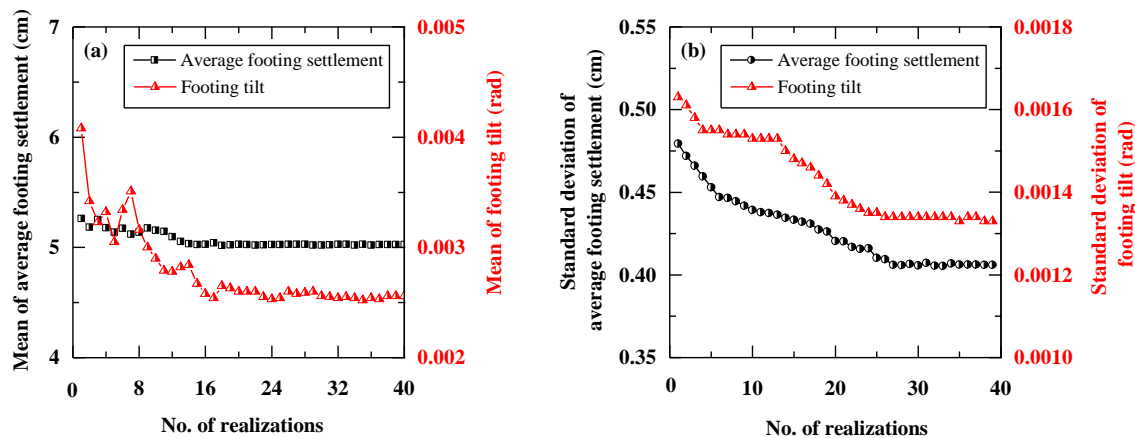 (a)
Average footing settlement
Footing tilt
Mean of average footing settlement (cm)
7
6
5
4
0.005
0.004
0.003
0.002
Mean of footing tilt (rad)
0
8
16
24
32
40
No. of realizations
(b)
Average footing settlement
Footing tilt
Standard deviation of
average footing settlement (cm)
0.55
0.50
0.45
0.40
0.35
0.0018
0.0016
0.0014
0.0012
0.0010
Standard deviation of
footing tilt (rad)
0
10
20
30
40
No. of realizations